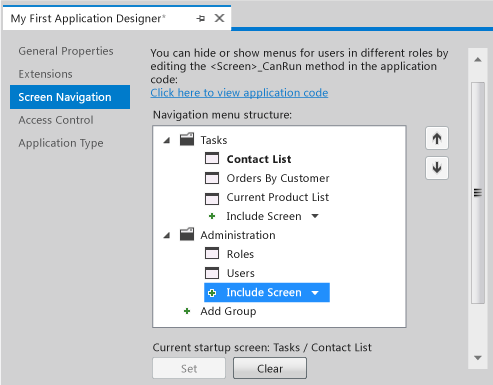 My First Application Designer*
General Properties
Extensions
Screen Navigation
Access Control
Application Type
You can hide or show menus for users in different roles by
editing the <Screen>_CanRun method in the application
code:
Click here to view application code
Navigation menu structure:
Tasks
Contact List
Orders By Customer
Current Product List
Include Screen
Administration
Roles
Users
Include Screen
Add Group
Current startup screen: Tasks / Contact List
Set
Clear